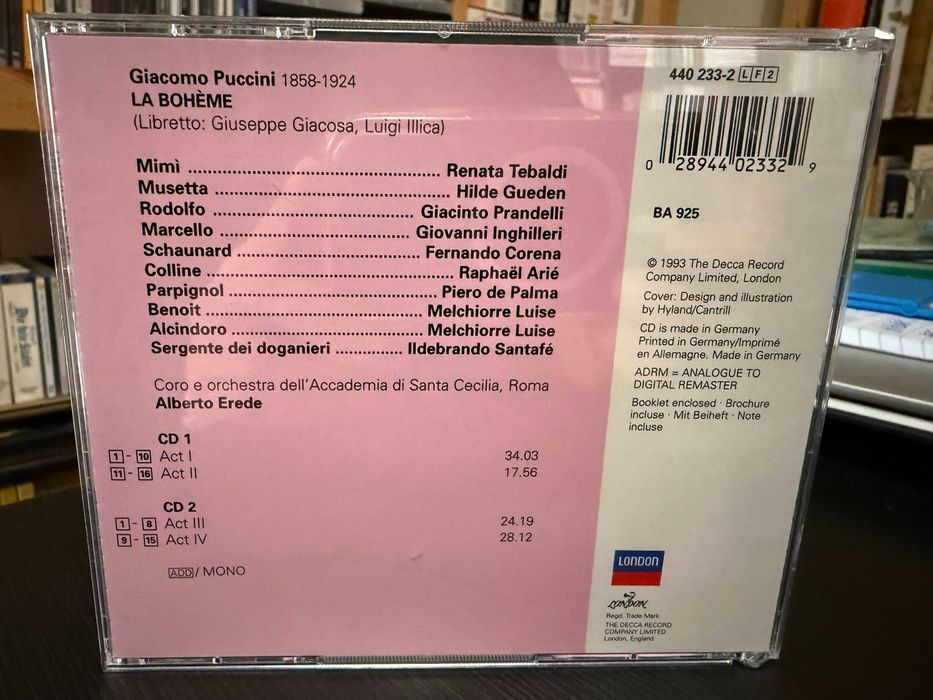 Giacomo Puccini 1858-1924
LA BOHÈME
(Libretto: Giuseppe Giacosa, Luigi Illica)
Mimì ........................................... Renata Tebaldi
Musetta ......................................... Hilde Gueden
Rodolfo .................................. Giacinto Prandelli
Marcello ................................ Giovanni Inghilleri
Schaunard ................................ Fernando Corena
Colline .......................................... Raphaël Arié
Parpignol .................................... Piero de Palma
Benoit ..................................... Melchiorre Luise
Alcindoro ................................ Melchiorre Luise
Sergente dei doganieri ............. Ildebrando Santafé
Coro e orchestra dell'Accademia di Santa Cecilia, Roma
Alberto Erede
CD 1
1 - 10 Act I 34.03
11 - 16 Act II 17.56
CD 2
1 - 8 Act III 24.19
9 - 15 Act IV 28.12
ADD / MONO
440 233-2 LF2
0 28944 02332 9
BA 925
© 1993 The Decca Record
Company Limited, London
Cover: Design and illustration
by Hyland/Cantrill
CD is made in Germany
Printed in Germany/Imprimé
en Allemagne. Made in Germany
ADRM = ANALOGUE TO
DIGITAL REMASTER
Booklet enclosed · Brochure
incluse · Mit Beiheft · Note
incluse
LONDON
LONDON
Regd. Trade Mark
THE DECCA RECORD
COMPANY LIMITED
London, England